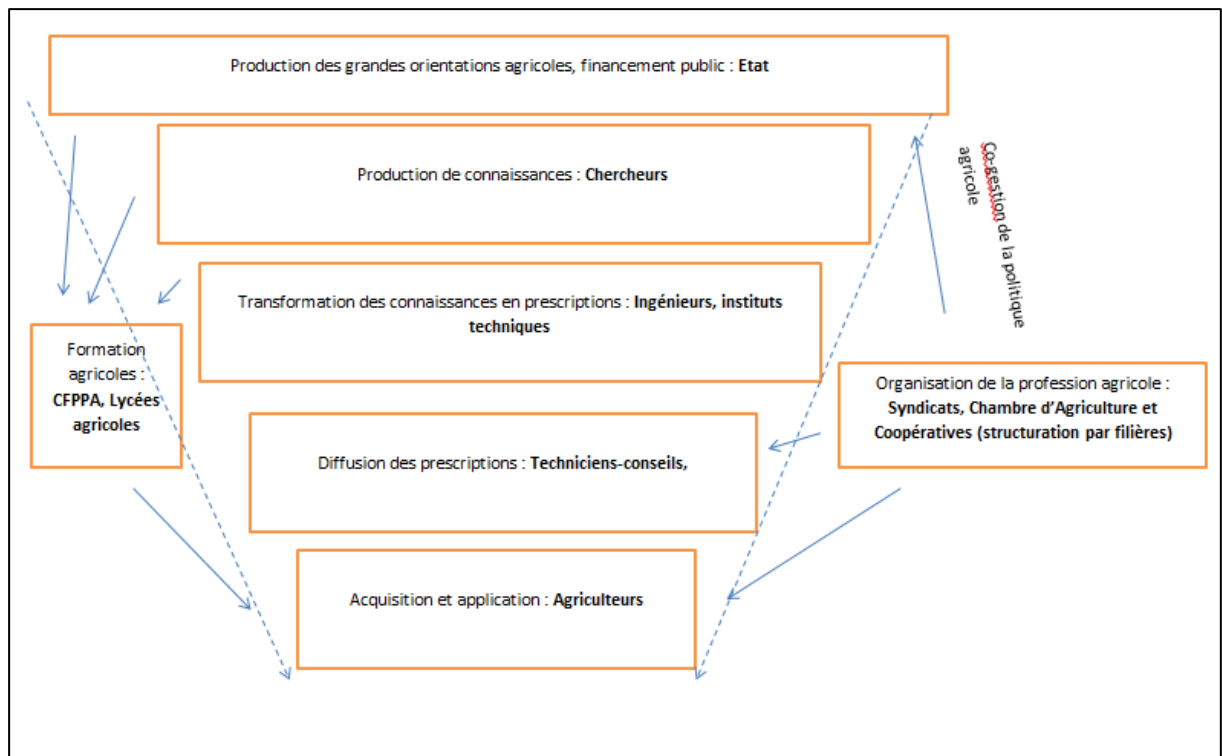 Production des grandes orientations agricoles, financement public : Etat
Production de connaissances : Chercheurs
Co-gestion de la politique
agricole
Transformation des connaissances en prescriptions : Ingénieurs, instituts
techniques
Formation
agricoles :
CFPPA, Lycées
agricoles
Organisation de la profession agricole :
Syndicats, Chambre d’Agriculture et
Coopératives (structuration par filières)
Diffusion des prescriptions : Techniciens-conseils,
Acquisition et application : Agriculteurs